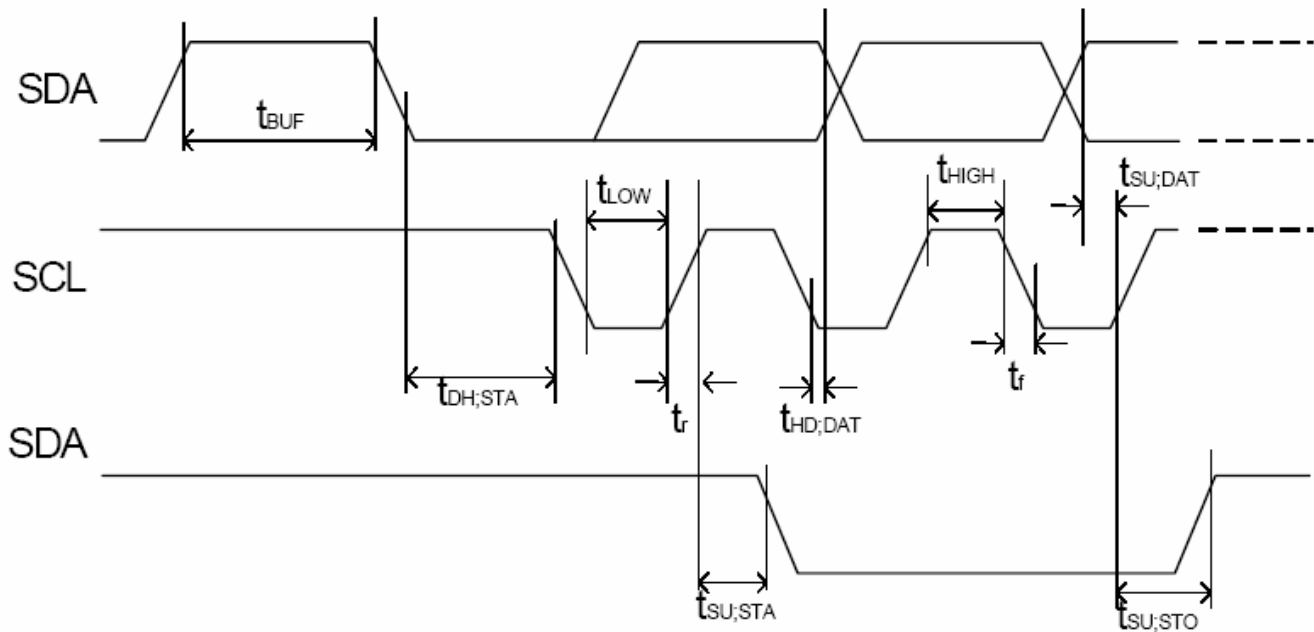 SDA
tBUF
tLOW
tHIGH
tSU;DAT
SCL
tDH;STA
tr
tHD;DAT
tf
SDA
tSU;STA
tSU;STO